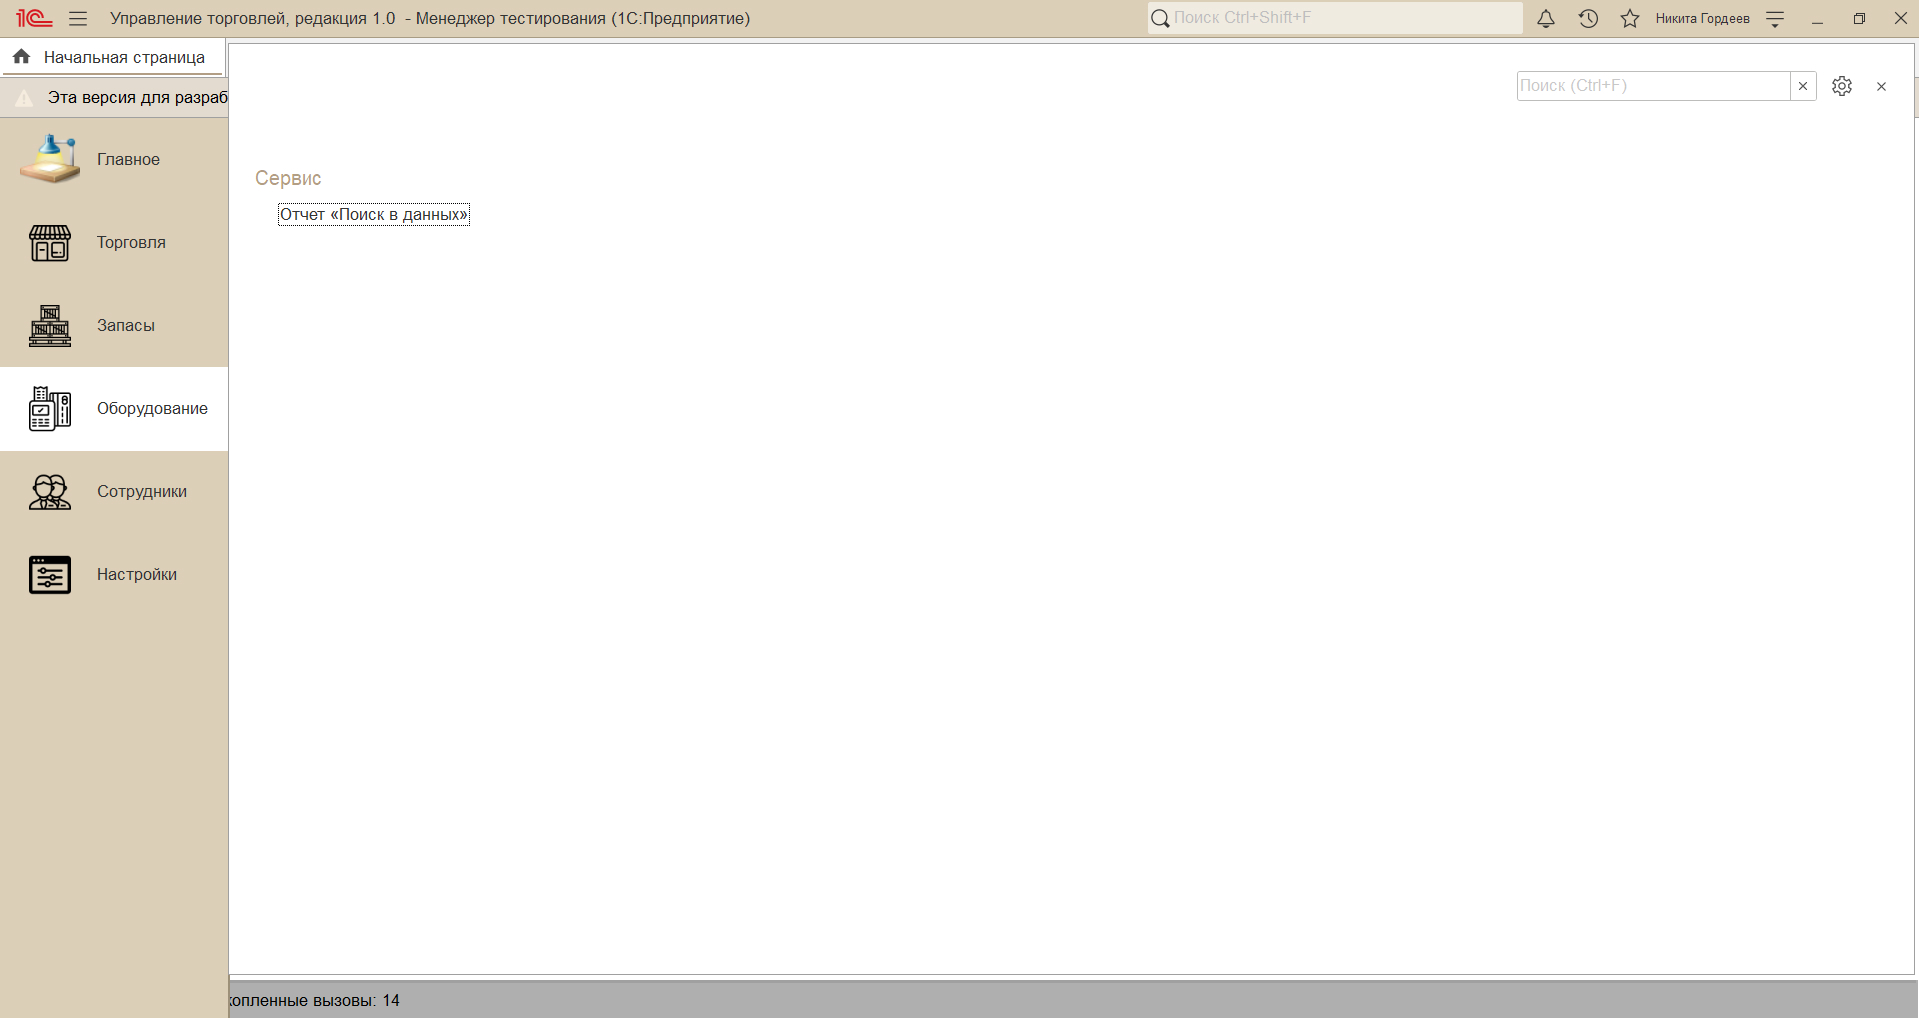 1С Управление торговлей, редакция 1.0 - Менеджер тестирования (1С:Предприятие)
Поиск Ctrl+Shift+F
Никита Гордеев
Начальная страница
Эта версия для разраб
Поиск (Ctrl+F)
Главное
Торговля
Запасы
Оборудование
Сотрудники
Настройки
Сервис
Отчет «Поиск в данных»
копленные вызовы: 14